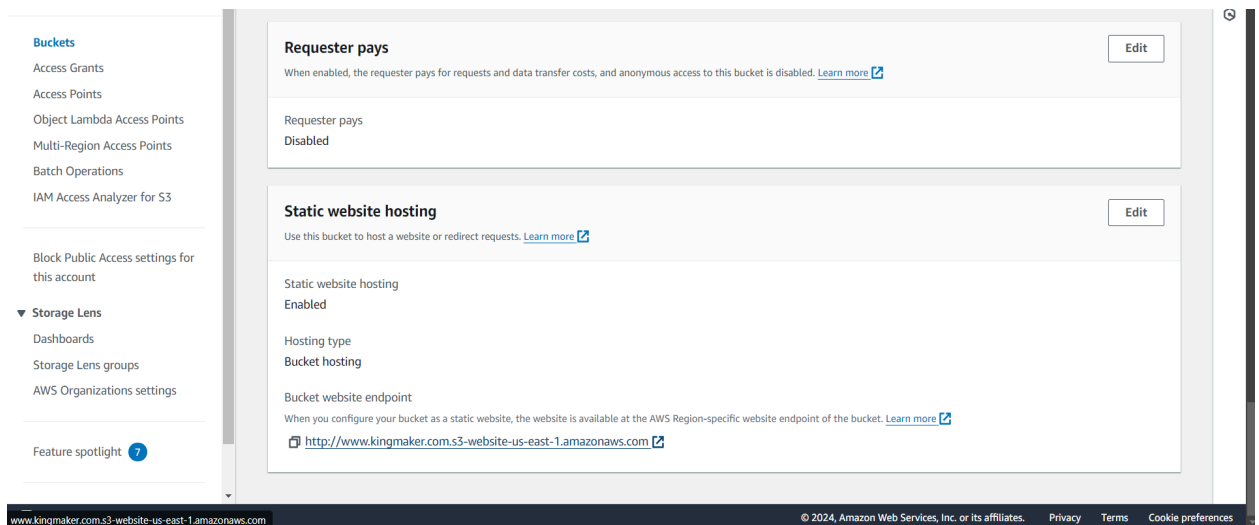 Buckets
Access Grants
Access Points
Object Lambda Access Points
Multi-Region Access Points
Batch Operations
IAM Access Analyzer for S3
Block Public Access settings for
this account
Storage Lens
Dashboards
Storage Lens groups
AWS Organizations settings
Feature spotlight 7
Requester pays
Edit
When enabled, the requester pays for requests and data transfer costs, and anonymous access to this bucket is disabled. Learn more
Requester pays
Disabled
Static website hosting
Edit
Use this bucket to host a website or redirect requests. Learn more
Static website hosting
Enabled
Hosting type
Bucket hosting
Bucket website endpoint
When you configure your bucket as a static website, the website is available at the AWS Region-specific website endpoint of the bucket. Learn more
http://www.kingmaker.com.s3-website-us-east-1.amazonaws.com
www.kingmaker.com.s3-website-us-east-1.amazonaws.com
© 2024, Amazon Web Services, Inc. or its affiliates. Privacy Terms Cookie preferences